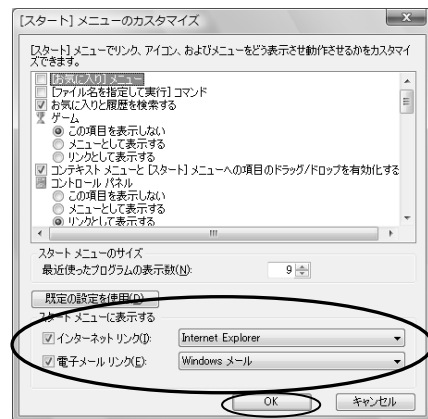 [スタート] メニューのカスタマイズ
x
[スタート] メニューでリンク、アイコン、およびメニューをどう表示させ動作させるかをカスタマイ
ズできます。
[お気に入り] メニュー
[ファイル名を指定して実行] コマンド
お気に入りと履歴を検索する
ゲーム
この項目を表示しない
メニューとして表示する
リンクとして表示する
コンテキスト メニューと [スタート] メニューへの項目のドラッグ/ドロップを有効化する
コントロール パネル
この項目を表示しない
メニューとして表示する
リンクとして表示する
スタート メニューのサイズ
最近使ったプログラムの表示数(N): 9
既定の設定を使用(D)
スタート メニューに表示する
インターネット リンク(I): Internet Explorer
電子メール リンク(E): Windows メール
OK キャンセル